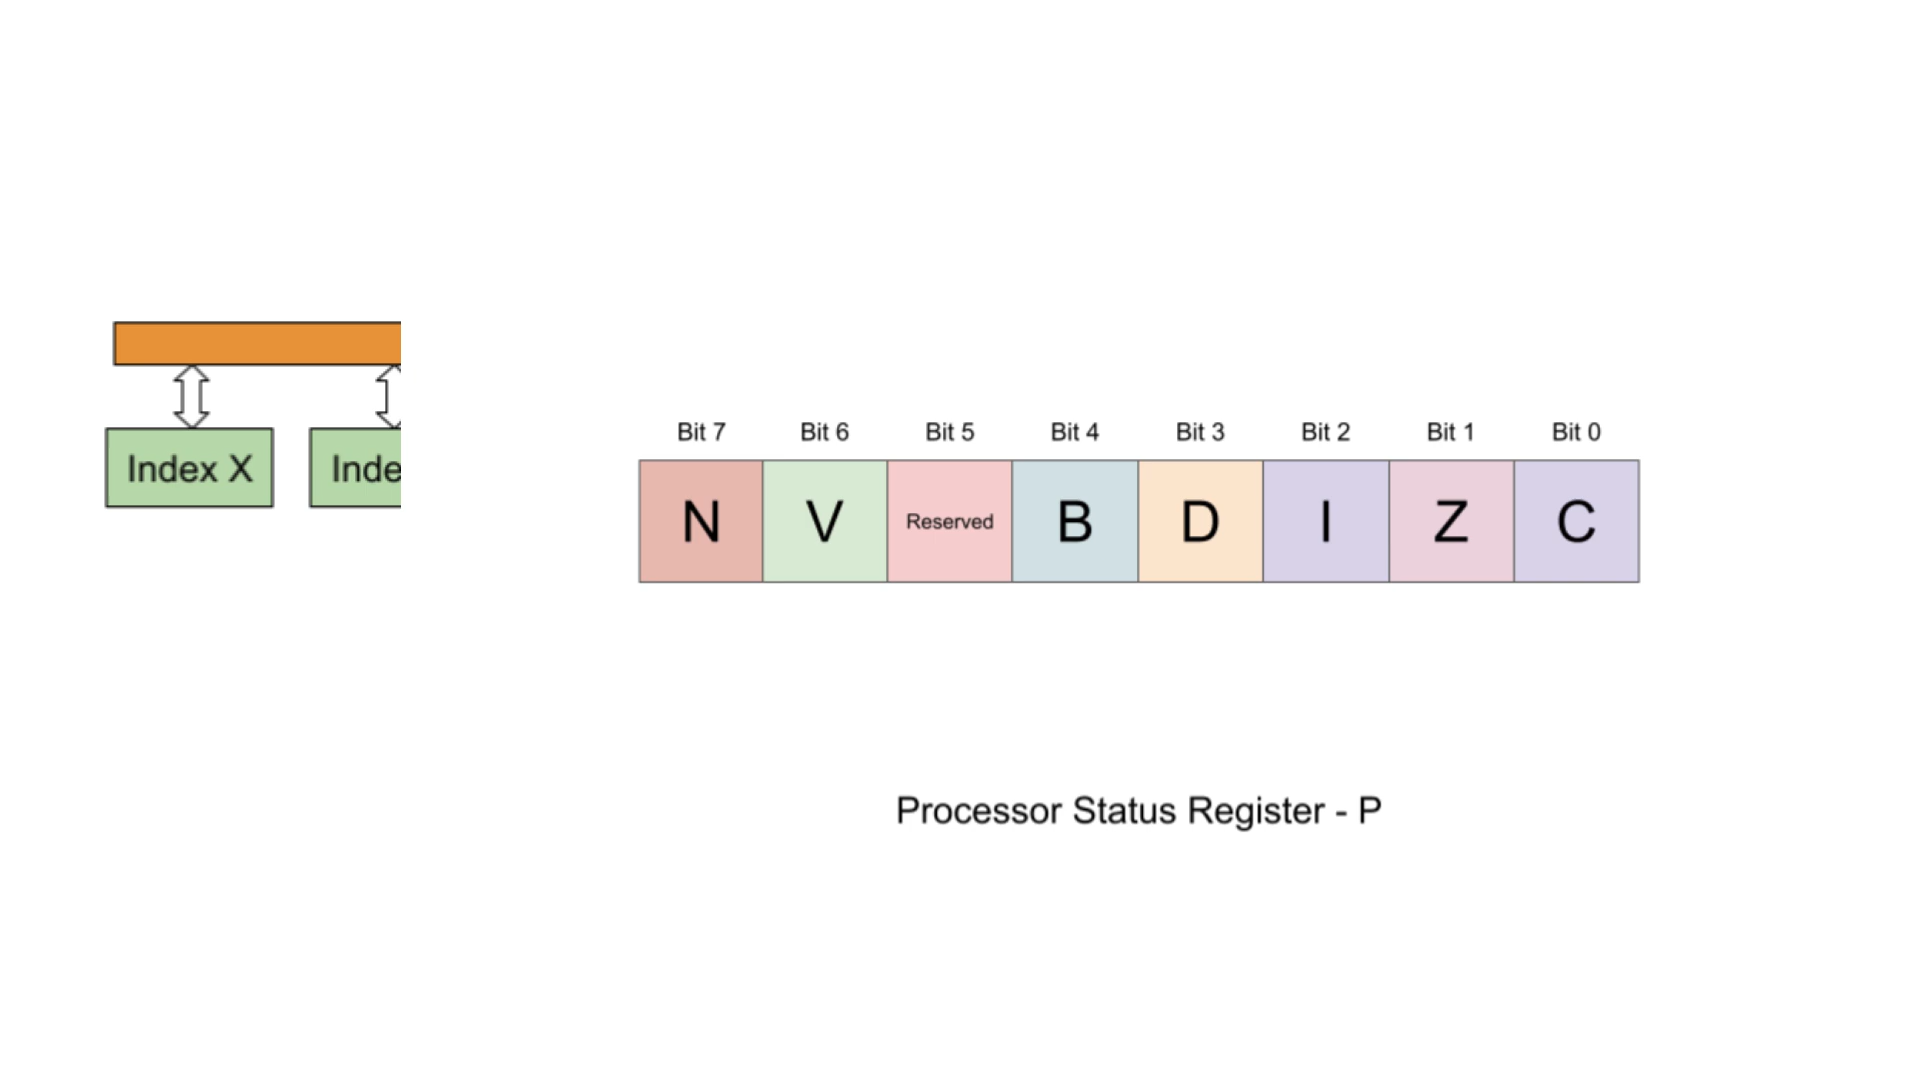 Bit 7 Bit 6 Bit 5 Bit 4 Bit 3 Bit 2 Bit 1 Bit 0
Index X Inde
N V Reserved B D I Z C
Processor Status Register - P